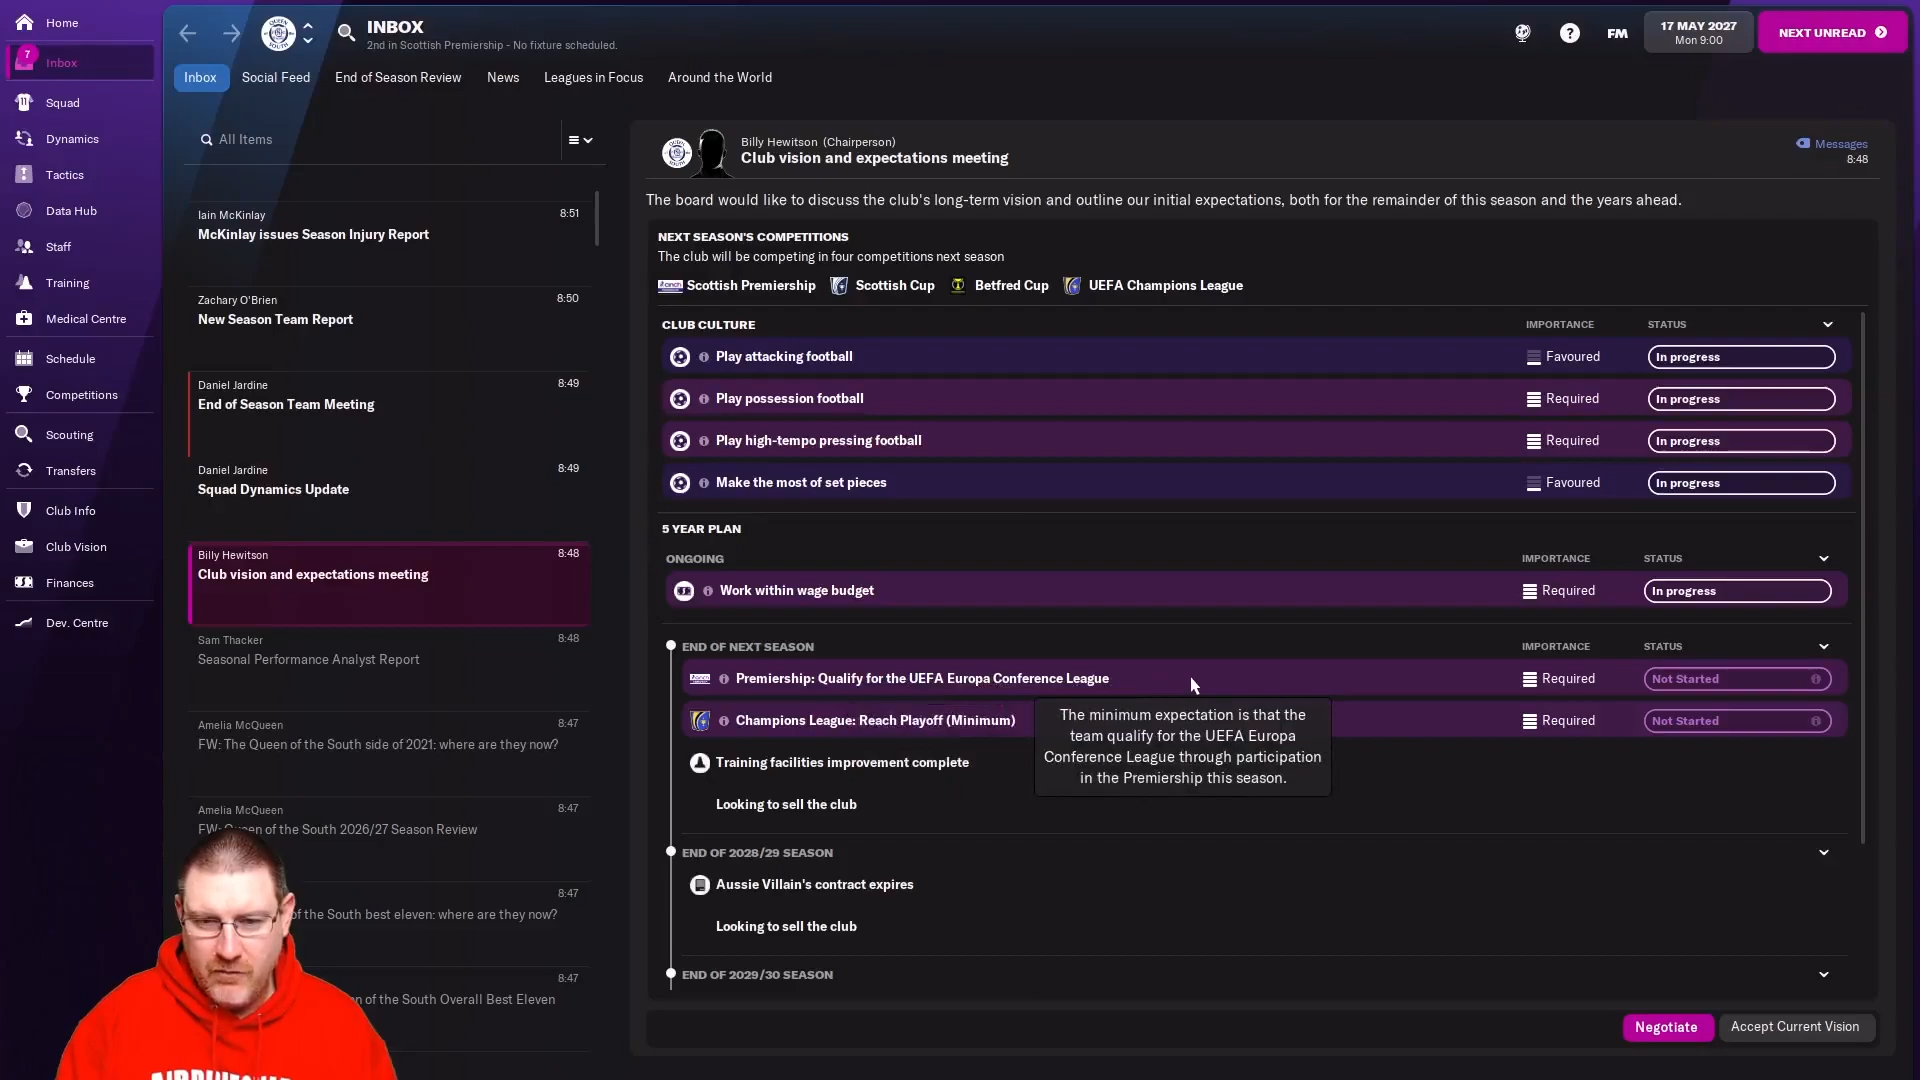 Home
Inbox
7
Squad
Dynamics
Tactics
Data Hub
Staff
Training
Medical Centre
Schedule
Competitions
Scouting
Transfers
Club Info
Club Vision
Finances
Dev. Centre
INBOX
2nd in Scottish Premiership - No fixture scheduled.
FM
17 MAY 2027
Mon 9:00
NEXT UNREAD
Inbox
Social Feed
End of Season Review
News
Leagues in Focus
Around the World
All Items
Iain McKinlay
8:51
McKinlay issues Season Injury Report
Zachary O'Brien
8:50
New Season Team Report
Daniel Jardine
8:49
End of Season Team Meeting
Daniel Jardine
8:49
Squad Dynamics Update
Billy Hewitson
8:48
Club vision and expectations meeting
Sam Thacker
8:48
Seasonal Performance Analyst Report
Amelia McQueen
8:47
FW: The Queen of the South side of 2021: where are they now?
Amelia McQueen
8:47
FW: Queen of the South 2026/27 Season Review
8:47
of the South best eleven: where are they now?
8:47
of the South Overall Best Eleven
Billy Hewitson (Chairperson)
Club vision and expectations meeting
Messages
8:48
The board would like to discuss the club's long-term vision and outline our initial expectations, both for the remainder of this season and the years ahead.
NEXT SEASON'S COMPETITIONS
The club will be competing in four competitions next season
Scottish Premiership
Scottish Cup
Betfred Cup
UEFA Champions League
CLUB CULTURE
IMPORTANCE
STATUS
Play attacking football
Favoured
In progress
Play possession football
Required
In progress
Play high-tempo pressing football
Required
In progress
Make the most of set pieces
Favoured
In progress
5 YEAR PLAN
ONGOING
IMPORTANCE
STATUS
Work within wage budget
Required
In progress
END OF NEXT SEASON
IMPORTANCE
STATUS
Premiership: Qualify for the UEFA Europa Conference League
Required
Not Started
Champions League: Reach Playoff (Minimum)
Required
Not Started
The minimum expectation is that the
team qualify for the UEFA Europa
Conference League through participation
in the Premiership this season.
Training facilities improvement complete
Looking to sell the club
END OF 2028/29 SEASON
Aussie Villain's contract expires
Looking to sell the club
END OF 2029/30 SEASON
Negotiate
Accept Current Vision